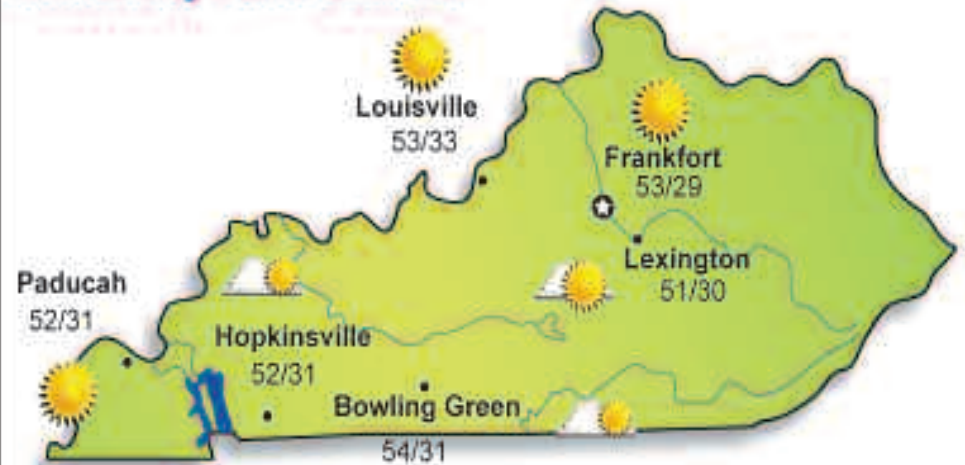 Louisville
53/33
Frankfort
53/29
Lexington
51/30
Paducah
52/31
Hopkinsville
52/31
Bowling Green
54/31